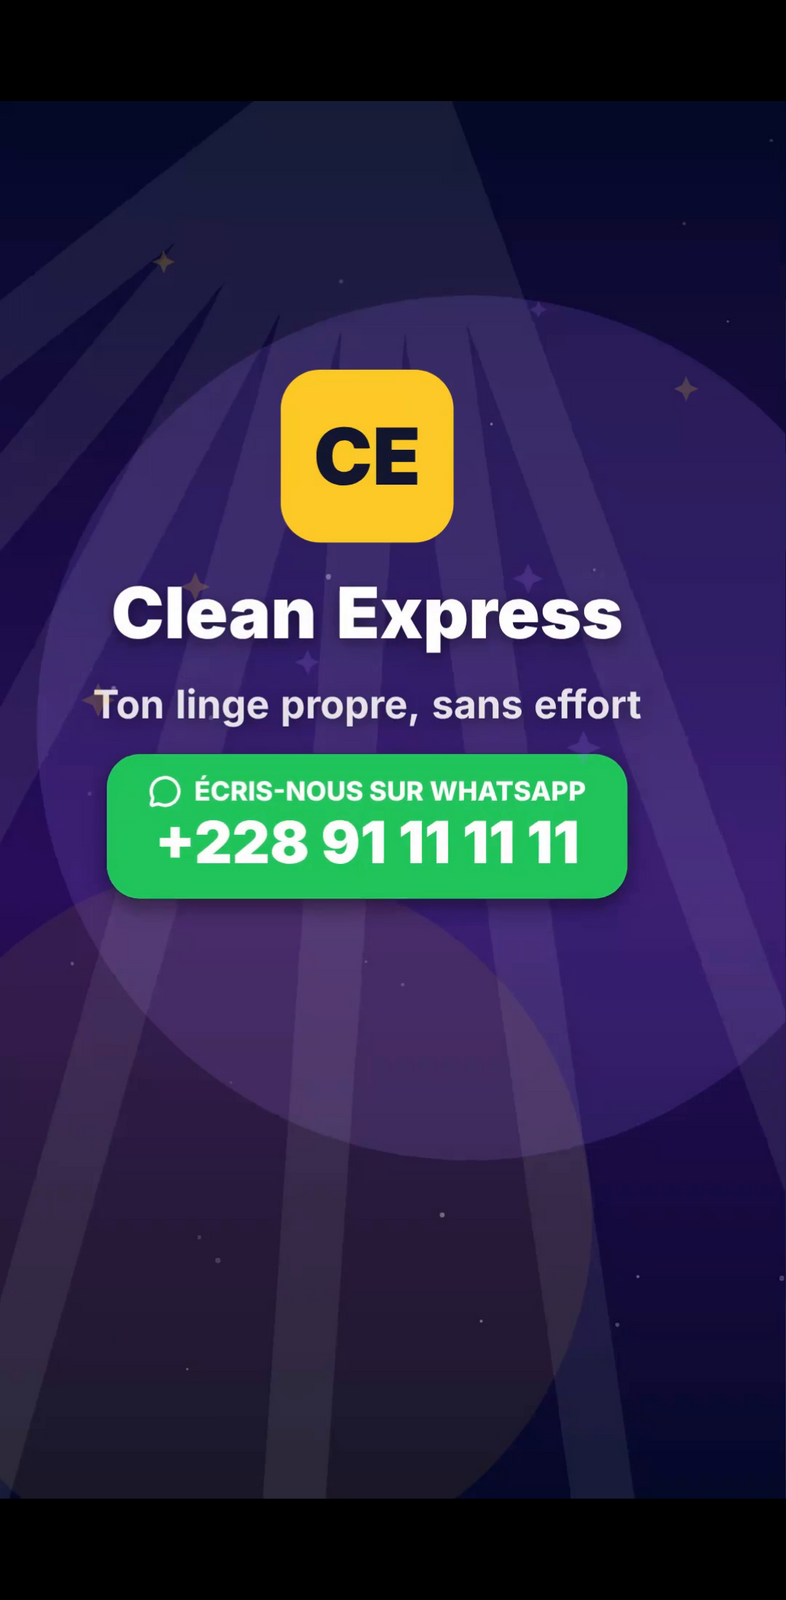 CE
Clean Express
Ton linge propre, sans effort
ÉCRIS-NOUS SUR WHATSAPP
+228 91 11 11 11